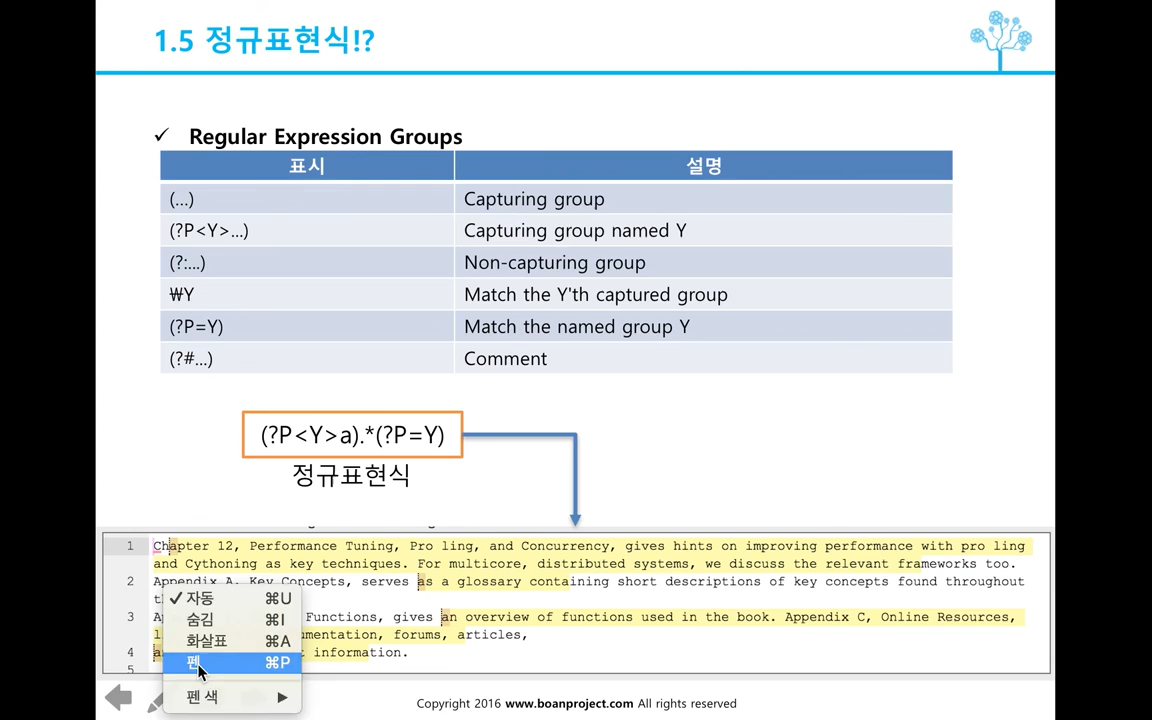 1.5 정규표현식!?
✓ Regular Expression Groups
표시 설명
(...) Capturing group
(?P<Y>...) Capturing group named Y
(?:...) Non-capturing group
₩Y Match the Y'th captured group
(?P=Y) Match the named group Y
(?#...) Comment
(?P<Y>a).*(?P=Y)
정규표현식
1 Chapter 12, Performance Tuning, Pro ling, and Concurrency, gives hints on improving performance with pro ling
and Cythoning as key techniques. For multicore, distributed systems, we discuss the relevant frameworks too.
2 Appendix A, Key Concepts, serves as a glossary containing short descriptions of key concepts found throughout
3 Functions, gives an overview of functions used in the book. Appendix C, Online Resources,
umentation, forums, articles,
4 information.
5
✓ 자동 ⌘U
숨김 ⌘I
화살표 ⌘A
펜 ⌘P
펜 색 ▶
Copyright 2016 www.boanproject.com All rights reserved